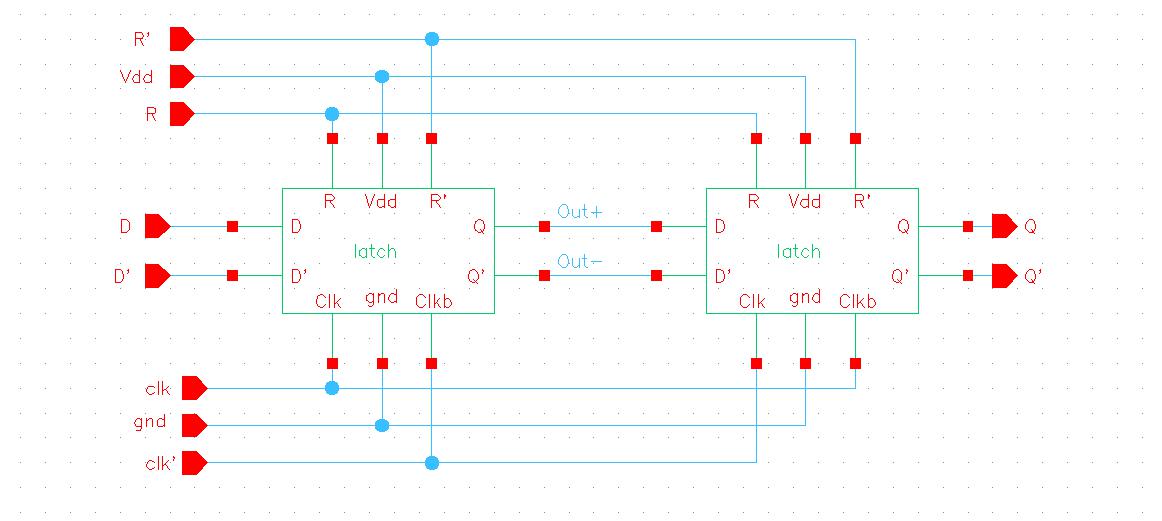 R'
Vdd
R
R Vdd R' R Vdd R'
D D Q Out+ D Q Q
latch latch
D' D' Q' Out- D' Q' Q'
Clk gnd Clkb Clk gnd Clkb
clk
gnd
clk'